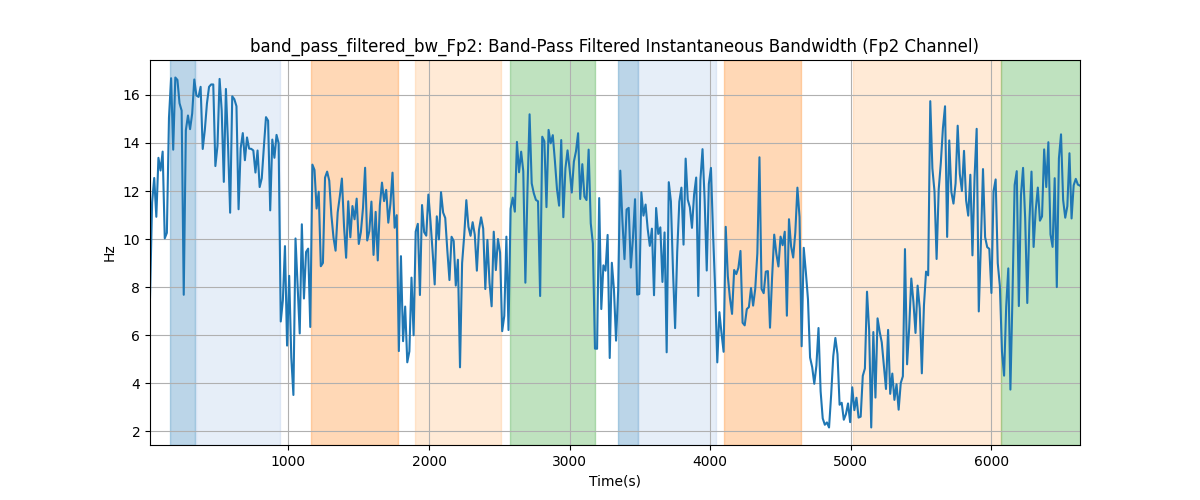 band_pass_filtered_bw_Fp2: Band-Pass Filtered Instantaneous Bandwidth (Fp2 Channel)
16
14
12
10
8
6
4
2
Hz
1000 2000 3000 4000 5000 6000
Time(s)